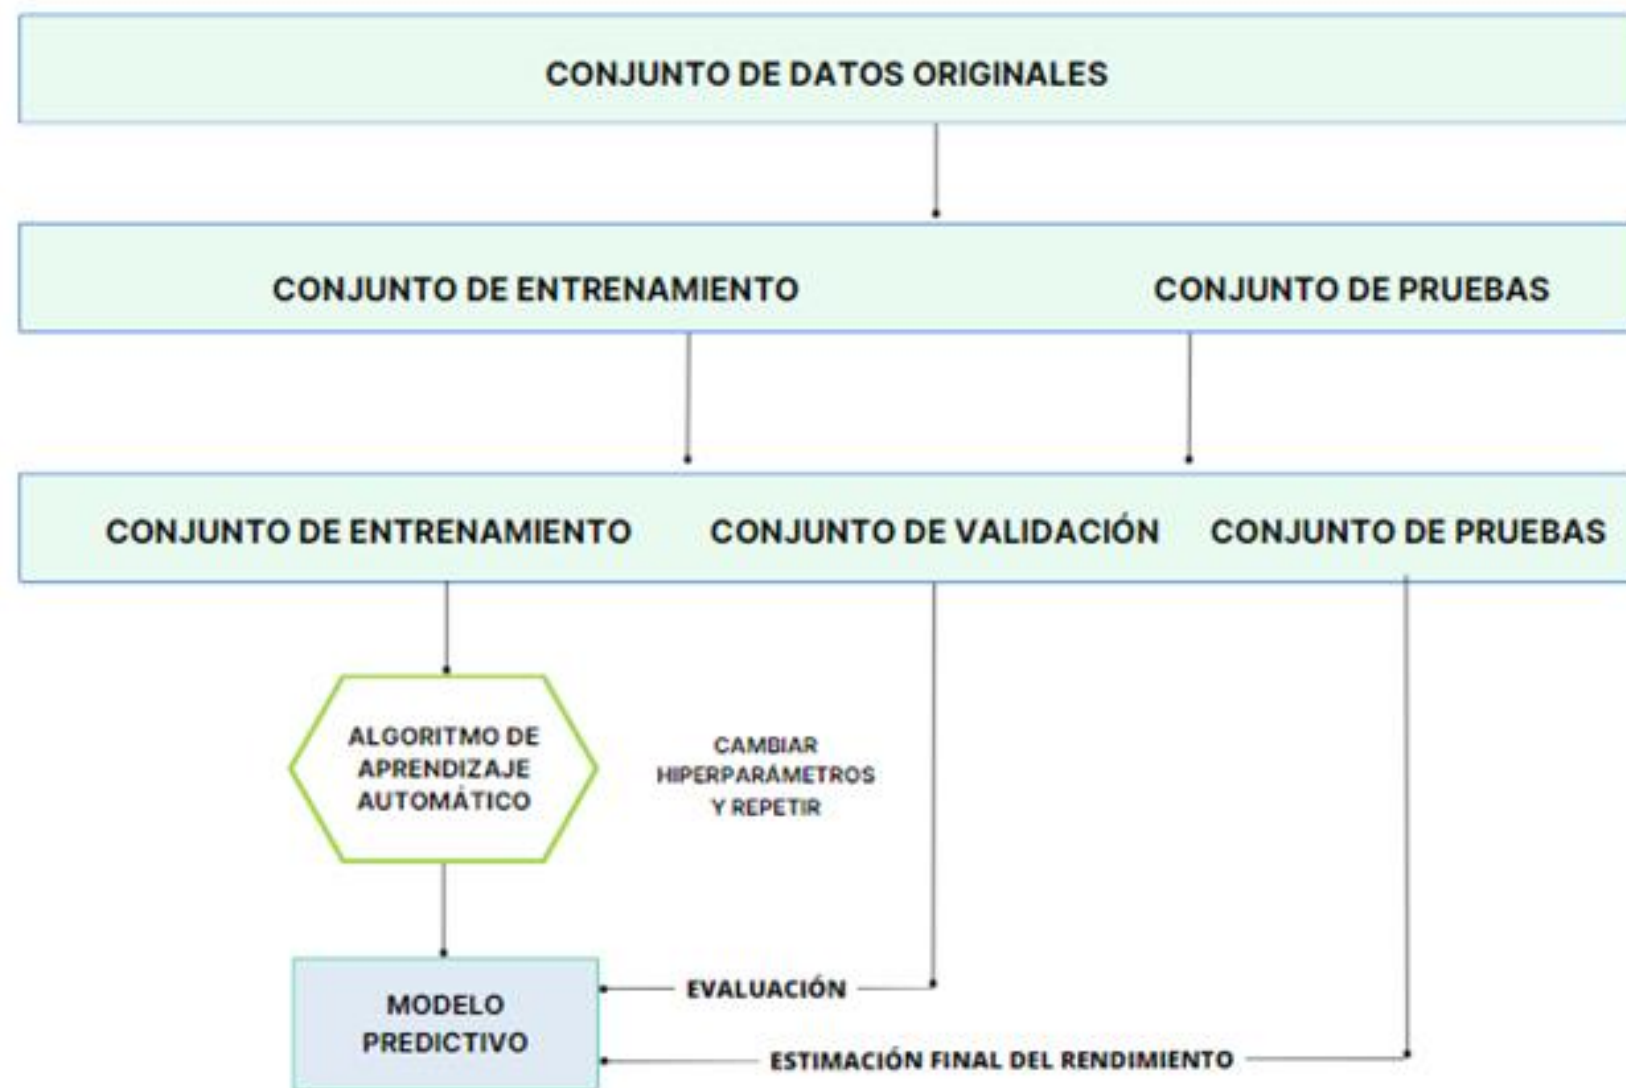 CONJUNTO DE DATOS ORIGINALES
CONJUNTO DE ENTRENAMIENTO
CONJUNTO DE PRUEBAS
CONJUNTO DE ENTRENAMIENTO
CONJUNTO DE VALIDACIÓN
CONJUNTO DE PRUEBAS
ALGORITMO DE
APRENDIZAJE
AUTOMÁTICO
CAMBIAR
HIPERPARÁMETROS
Y REPETIR
MODELO
PREDICTIVO
EVALUACIÓN
ESTIMACIÓN FINAL DEL RENDIMIENTO